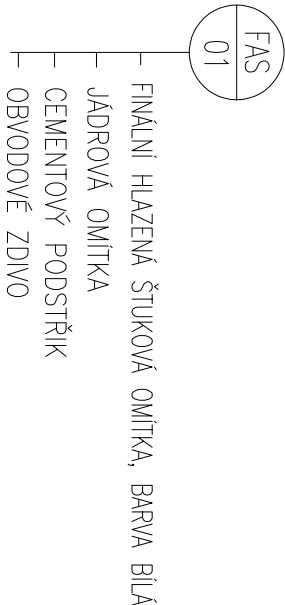 FAS
01
FINÁLNÍ HLAZENÁ ŠTUKOVÁ OMÍTKA, BARVA BÍLÁ
JÁDROVÁ OMÍTKA
CEMENTOVÝ PODSTŘIK
OBVODOVÉ ZDIVO